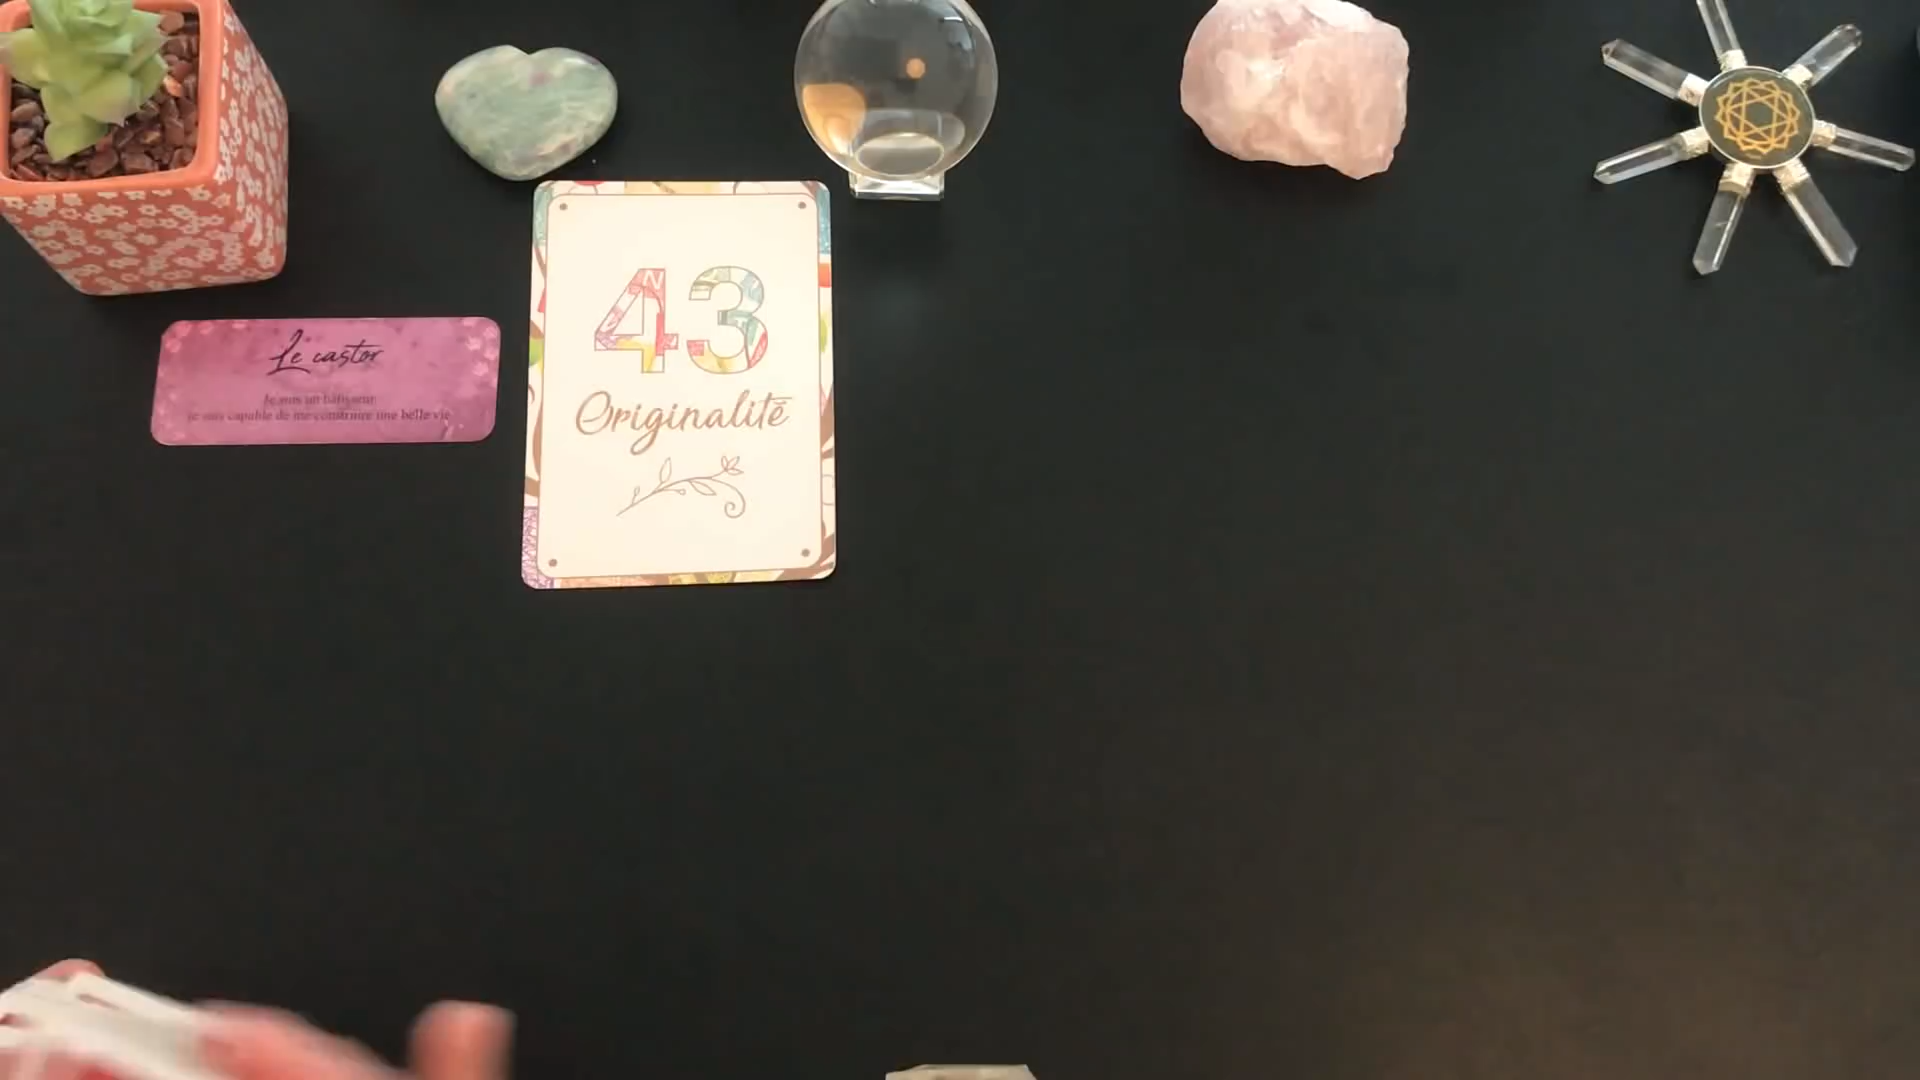 Le castor
Je suis un bâtisseur
Je suis capable de me construire une belle vie
43
Originalité